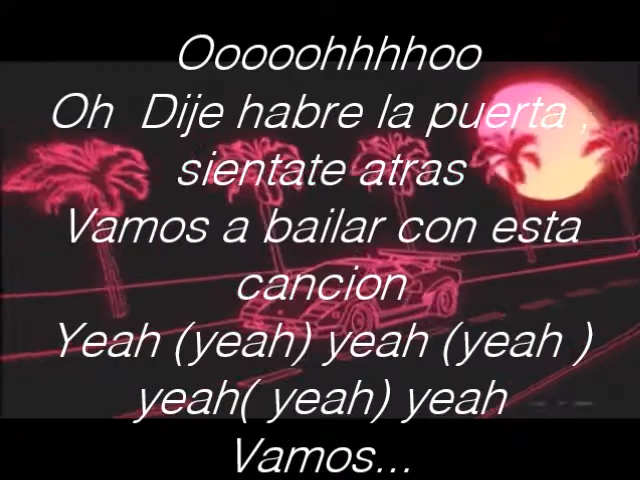 Ooooohhhhoo
Oh  Dije habre la puerta ,
sientate atras
Vamos a bailar con esta
cancion
Yeah (yeah) yeah (yeah )
yeah( yeah) yeah
Vamos...